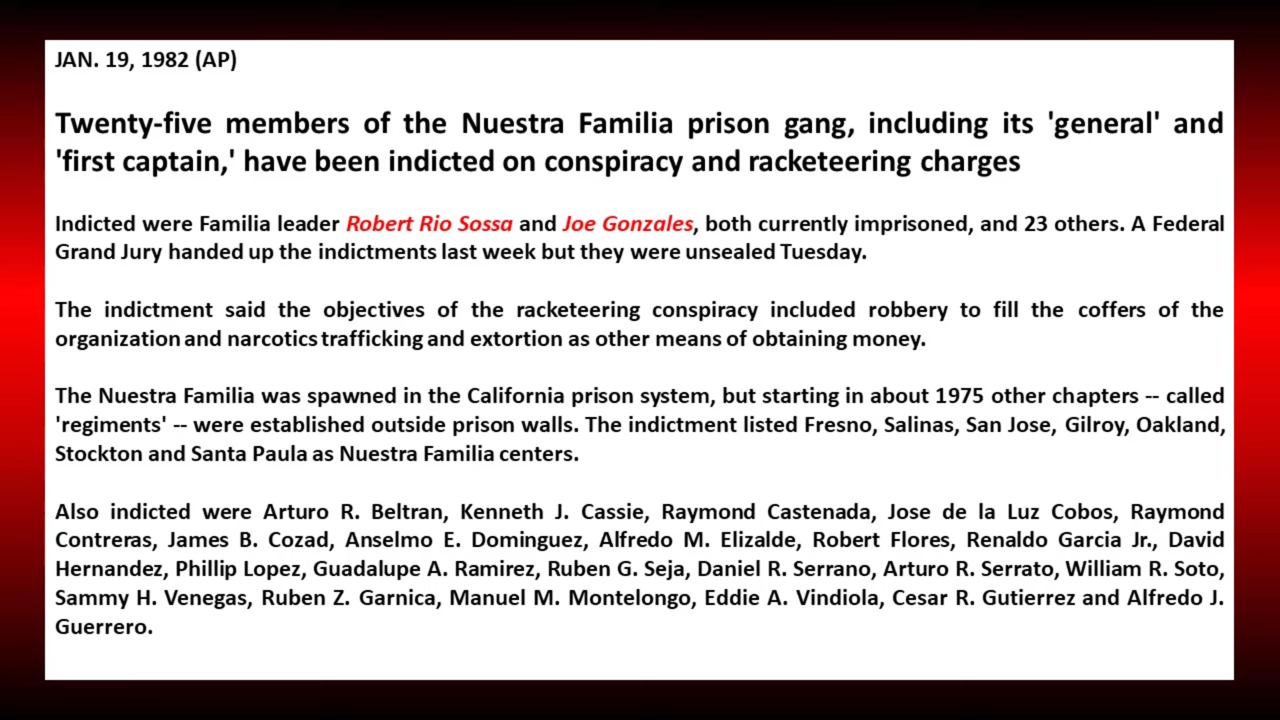 JAN. 19, 1982 (AP)
Twenty-five members of the Nuestra Familia prison gang, including its 'general' and
'first captain,' have been indicted on conspiracy and racketeering charges
Indicted were Familia leader Robert Rio Sossa and Joe Gonzales, both currently imprisoned, and 23 others. A Federal
Grand Jury handed up the indictments last week but they were unsealed Tuesday.
The indictment said the objectives of the racketeering conspiracy included robbery to fill the coffers of the
organization and narcotics trafficking and extortion as other means of obtaining money.
The Nuestra Familia was spawned in the California prison system, but starting in about 1975 other chapters -- called
'regiments' -- were established outside prison walls. The indictment listed Fresno, Salinas, San Jose, Gilroy, Oakland,
Stockton and Santa Paula as Nuestra Familia centers.
Also indicted were Arturo R. Beltran, Kenneth J. Cassie, Raymond Castenada, Jose de la Luz Cobos, Raymond
Contreras, James B. Cozad, Anselmo E. Dominguez, Alfredo M. Elizalde, Robert Flores, Renaldo Garcia Jr., David
Hernandez, Phillip Lopez, Guadalupe A. Ramirez, Ruben G. Seja, Daniel R. Serrano, Arturo R. Serrato, William R. Soto,
Sammy H. Venegas, Ruben Z. Garnica, Manuel M. Montelongo, Eddie A. Vindiola, Cesar R. Gutierrez and Alfredo J.
Guerrero.